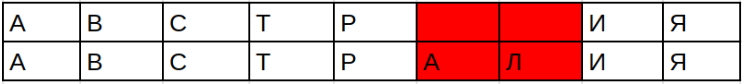 А В С Т Р И Я
А В С Т Р А Л И Я